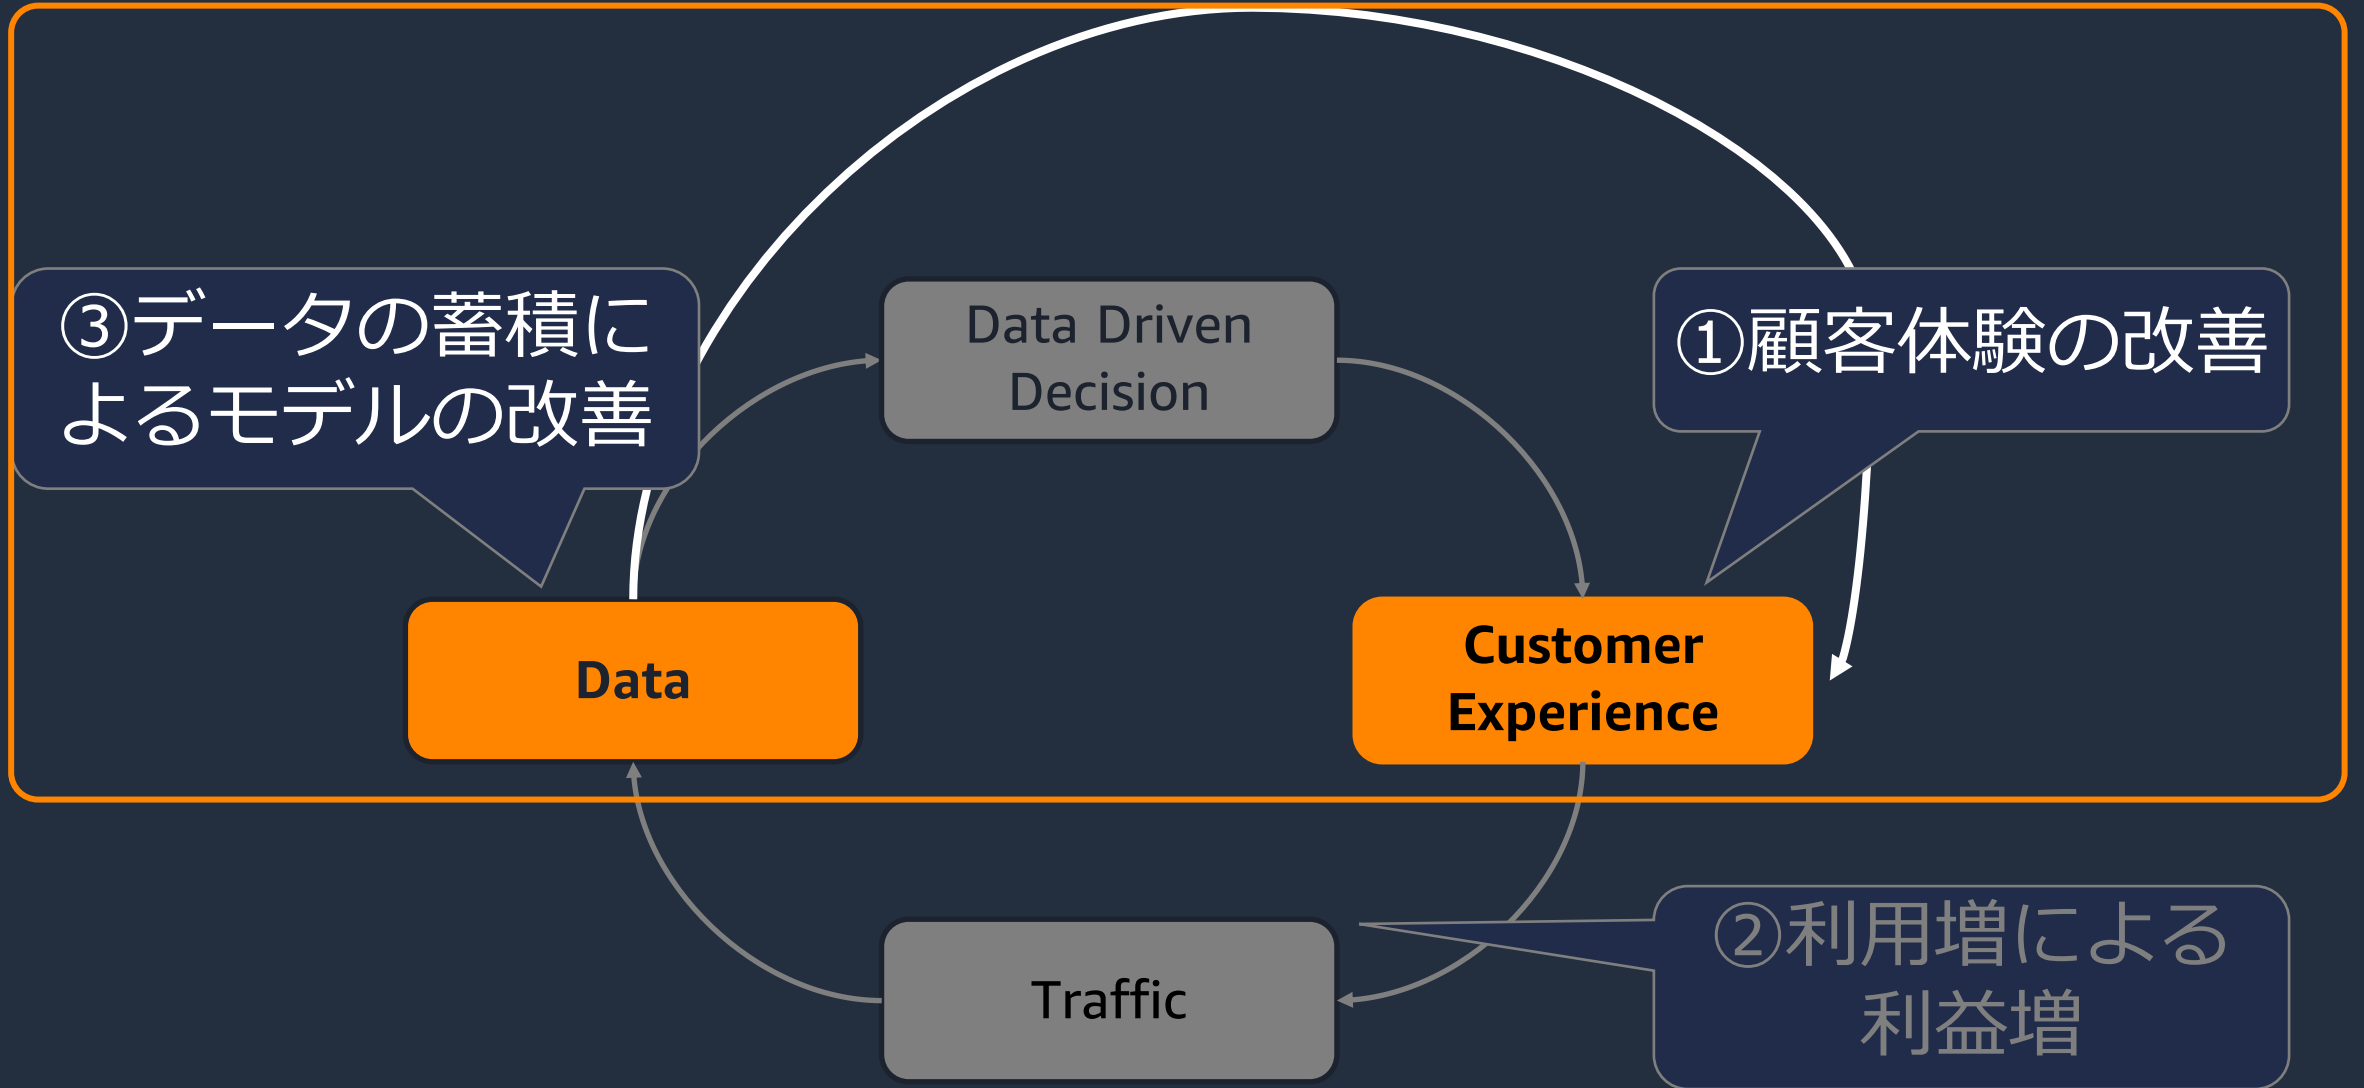 ③データの蓄積に
よるモデルの改善
Data Driven
Decision
①顧客体験の改善
Data
Customer
Experience
Traffic
②利用増による
利益増